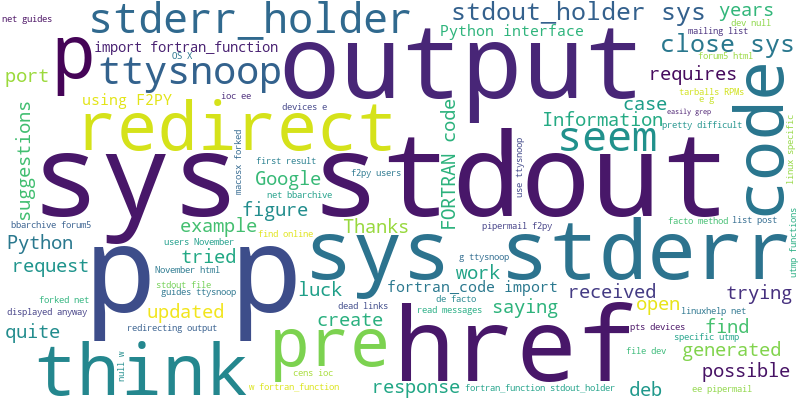 net guides
stderr_holder
stdout_holder sys
years
dev null
p
import fortran_function
output
Python interface
mailing list
close sys
OS X
ttysnoop
forum5 html
port
requires
tarballs RPMs
using F2PY
ioc ee
devices e
case
e g
easily grep
code
redirect
suggestions
FORTRAN code
Information
seem
pretty difficult
linux specific
sys stdout
macosx forked
first result
Google
f2py users
use ttysnoop
net bbarchive
figure
bbarchive forum5
example
Thanks
pipermail f2py
facto method
list post
users November
find online
utmp functions
Python
tried
p
p
sys stderr
g ttysnoop
request
November html
work
stdout file
fortran_code import
received
trying
forked net
guides ttysnoop
luck
de facto
saying
pts devices
open
displayed anyway
updated
dead links
href
read messages
linuxhelp net
quite
redirecting output
create
find
pre
specific utmp
think
null w
file dev
generated
cens ioc
possible
w fortran_function
response
fortran_function stdout_holder
deb
ee pipermail